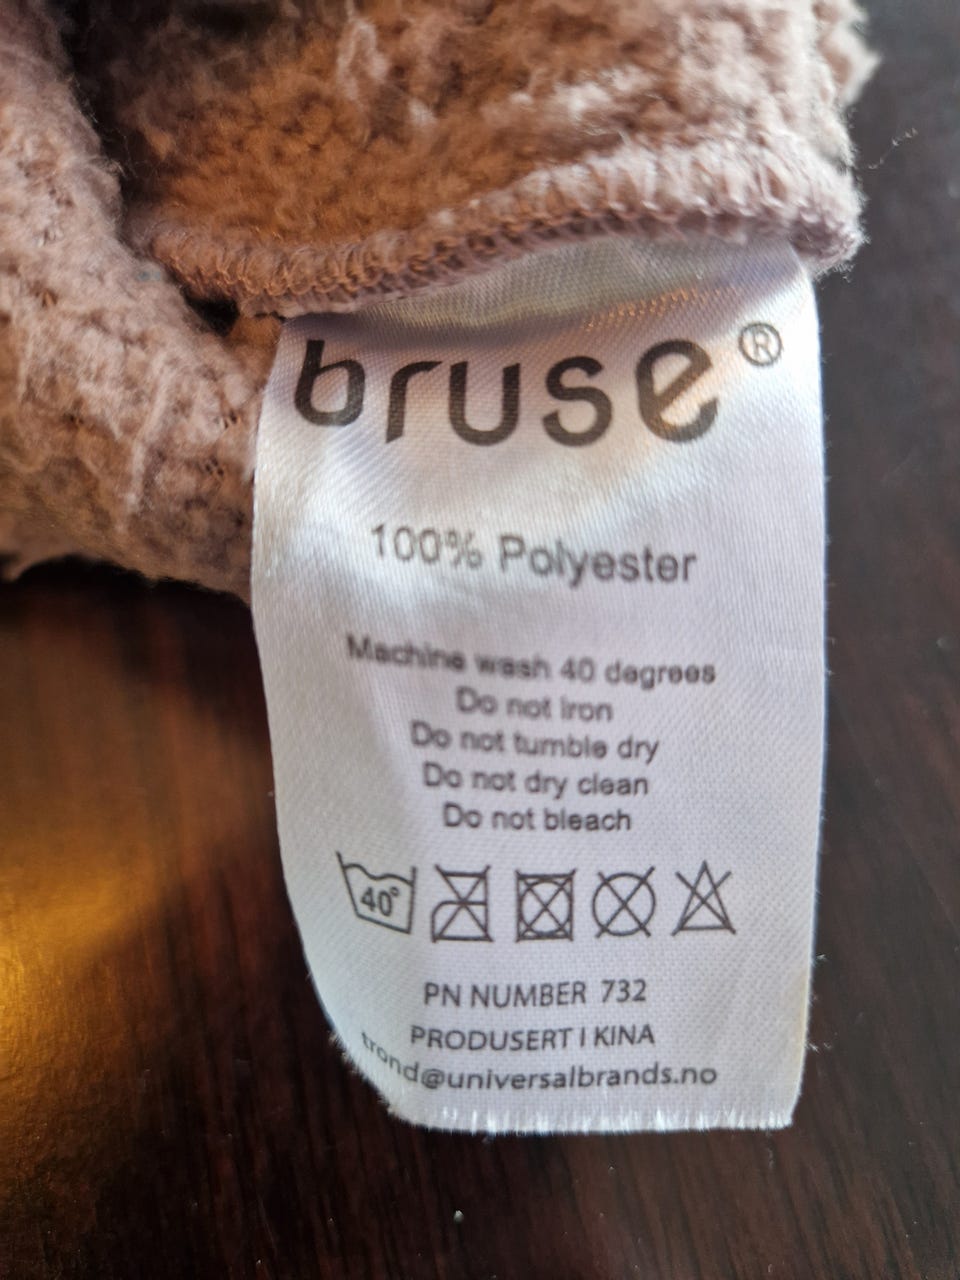 bruse®
100% Polyester
Machine wash 40 degrees
Do not iron
Do not tumble dry
Do not dry clean
Do not bleach
40°
PN NUMBER 732
PRODUSERT I KINA
trond@universalbrands.no